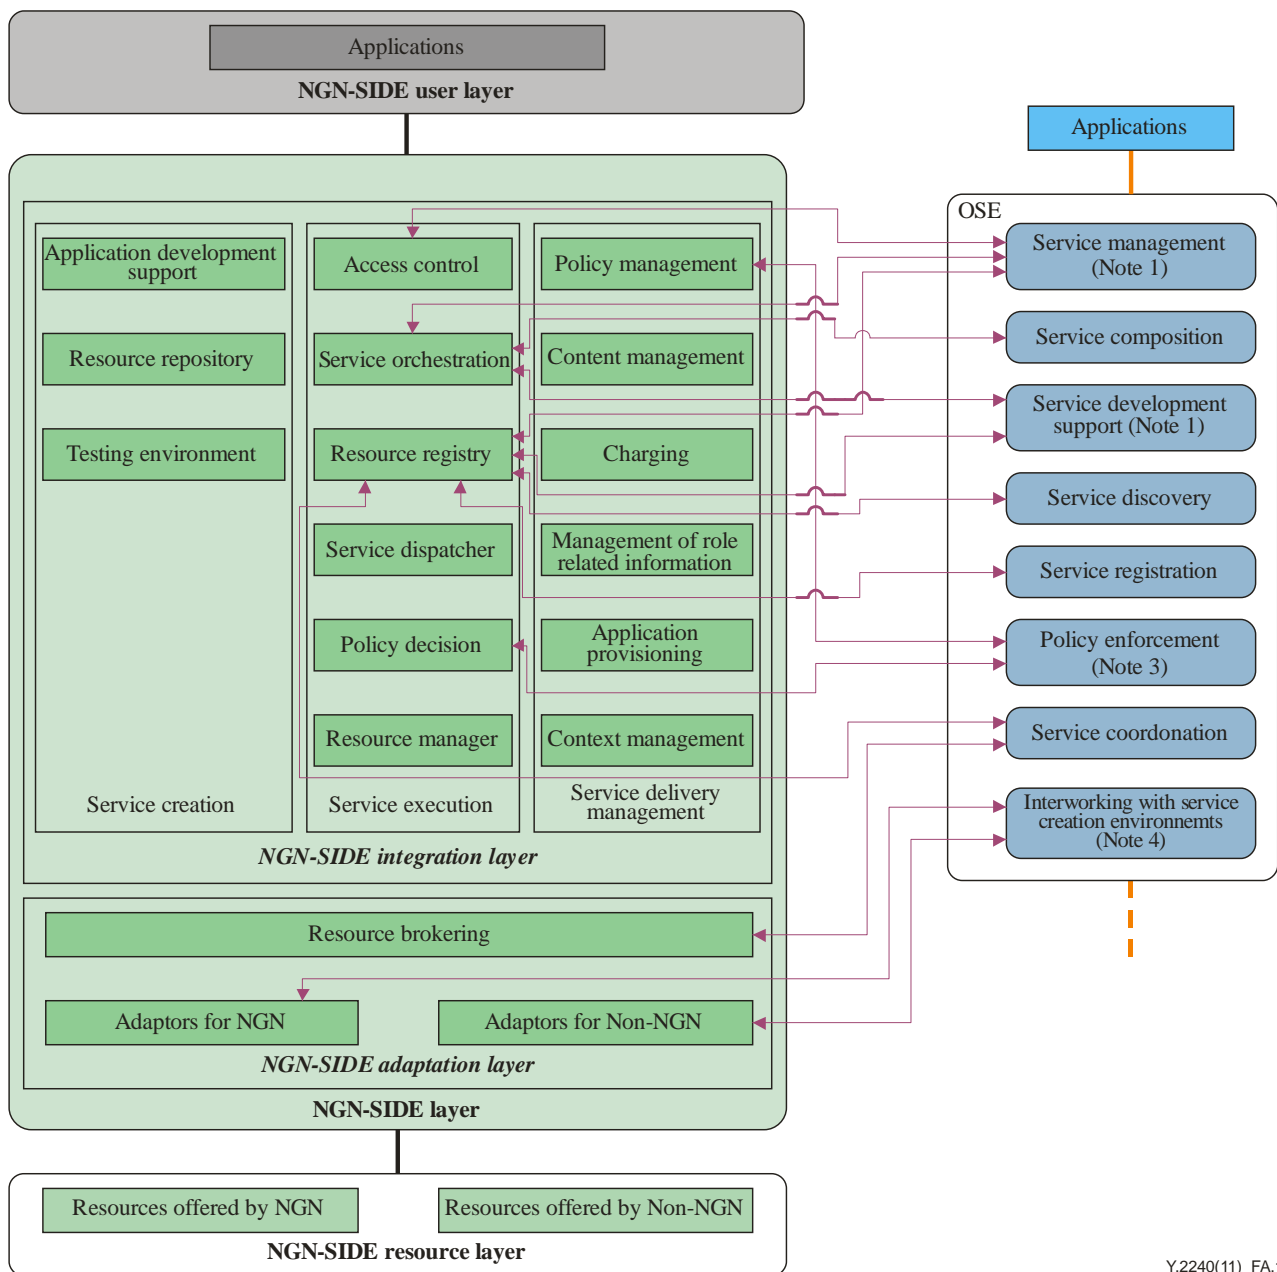 Applications
NGN-SIDE user layer
Applications
OSE
Application development
support
Access control
Policy management
Service management
(Note 1)
Resource repository
Service orchestration
Content management
Service composition
Testing environment
Resource registry
Charging
Service development
support (Note 1)
Service discovery
Service dispatcher
Management of role
related information
Service registration
Policy decision
Application
provisioning
Policy enforcement
(Note 3)
Resource manager
Context management
Service coordonation
Service creation
Service execution
Service delivery
management
Interworking with service
creation environnemts
(Note 4)
NGN-SIDE integration layer
Resource brokering
Adaptors for NGN
Adaptors for Non-NGN
NGN-SIDE adaptation layer
NGN-SIDE layer
Resources offered by NGN
Resources offered by Non-NGN
NGN-SIDE resource layer
Y.2240(11)_FA.